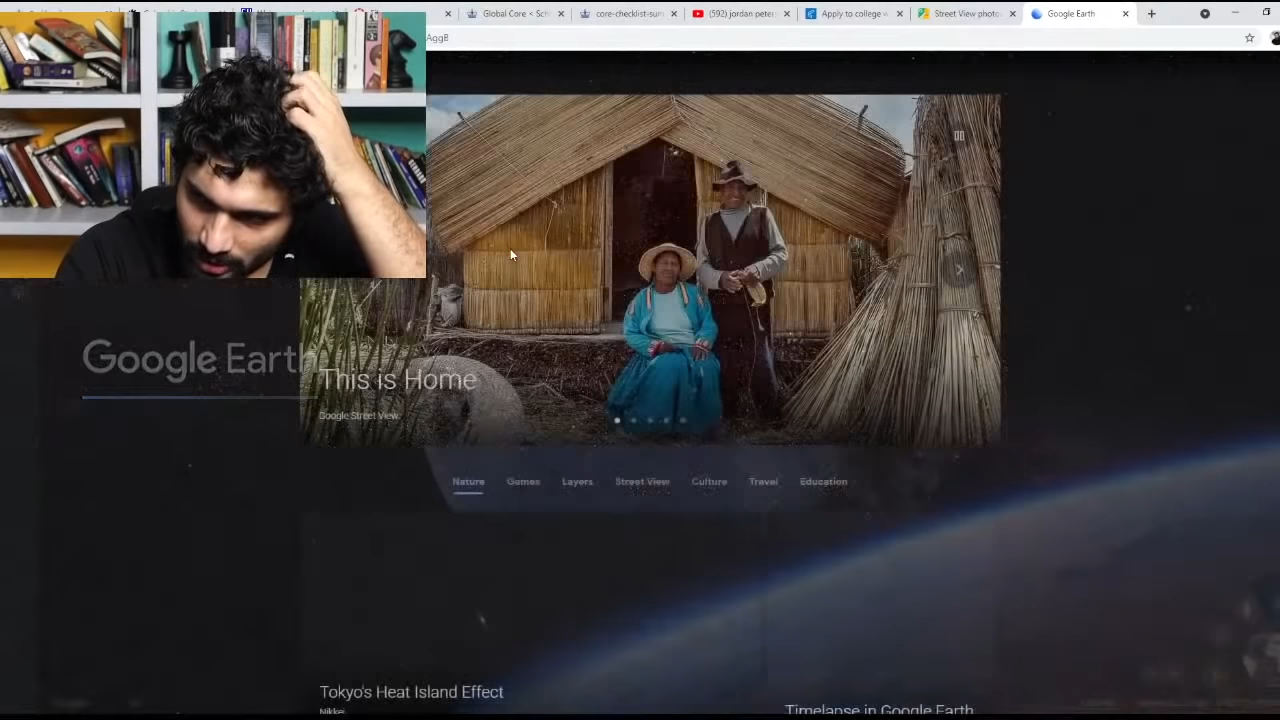 Global Core < Sch
core-checklist-sum
(592) jordan peter
Apply to college w
Street View photo
Google Earth
AggB
Google Earth
This is Home
Google Street View
Nature
Games
Layers
Street View
Culture
Travel
Education
Tokyo's Heat Island Effect
Nikkei
Timelapse in Google Earth